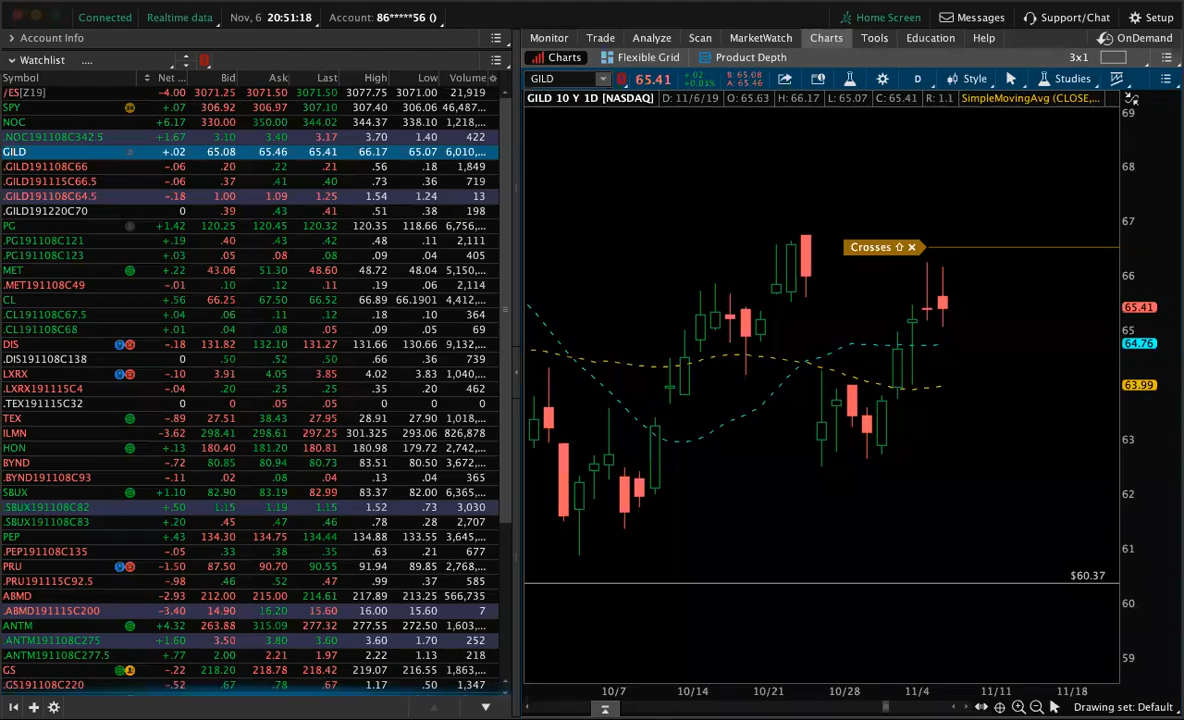 Connected Realtime data Nov, 6 20:51:18 Account: 86*****56 () Home Screen Messages Support/Chat Setup
Account Info
Monitor Trade Analyze Scan MarketWatch Charts Tools Education Help OnDemand
Watchlist ....
Charts Flexible Grid Product Depth 3x1
Symbol Net ... Bid Ask Last High Low Volume
GILD 65.41 +.02 +0.03% B: 65.08 A: 65.46 D Style Studies
GILD 10 Y 1D [NASDAQ] D: 11/6/19 O: 65.63 H: 66.17 L: 65.07 C: 65.41 R: 1.1 SimpleMovingAvg (CLOSE,...
/ES[Z19] -4.00 3071.25 3071.50 3071.50 3077.75 3071.00 21,919
SPY +.07 306.92 306.97 307.10 307.40 306.06 46,487...
NOC +6.17 330.00 350.00 344.02 344.37 338.10 1,218,...
.NOC191108C342.5 +1.67 3.10 3.40 3.17 3.70 1.40 422
GILD +.02 65.08 65.46 65.41 66.17 65.07 6,010,...
.GILD191108C66 -.06 .20 .22 .21 .56 .18 1,849
.GILD191115C66.5 -.06 .37 .41 .40 .73 .36 719
.GILD191108C64.5 -.18 1.00 1.09 1.25 1.54 1.24 13
.GILD191220C70 0 .39 .43 .41 .51 .38 198
PG +1.42 120.25 120.45 120.32 120.35 118.66 6,756,...
.PG191108C121 +.19 .40 .43 .42 .48 .11 2,111
.PG191108C123 +.03 .05 .08 .08 .08 .04 255
MET +.22 43.06 51.30 48.60 48.72 48.04 5,150,...
.MET191108C49 -.01 .10 .12 .11 .19 .06 2,114
CL +.56 66.25 67.50 67.52 66.89 66.1901 4,412,...
.CL191108C67.5 +.04 .06 .11 .12 .18 .10 364
.CL191108C68 +.01 .04 .08 .05 .09 .05 69
DIS -.18 131.82 132.10 131.27 131.66 130.60 9,132,...
.DIS191108C138 0 .50 .52 .50 .66 .36 739
LXRX -.10 3.91 4.05 3.85 4.02 3.83 1,040,...
.LXRX191115C4 -.04 .20 .25 .25 .35 .20 462
.TEX191115C32 0 0 .05 .05 0 0 0
TEX -.89 27.51 38.43 27.95 28.91 27.90 1,018,...
ILMN -3.62 298.41 298.61 297.25 301.325 293.06 826,878
HON +.13 180.40 181.20 180.81 180.98 179.72 2,742,...
BYND -.72 80.85 80.94 80.73 83.51 80.50 3,672,...
.BYND191108C93 -.11 .02 .08 .04 .13 .04 365
SBUX +1.10 82.90 83.19 82.99 83.37 82.00 6,365,...
.SBUX191108C82 +.50 1.15 1.19 1.15 1.52 .73 3,030
.SBUX191108C83 +.20 .45 .47 .46 .78 .28 2,707
PEP +.43 134.30 134.75 134.44 134.88 133.55 3,645,...
.PEP191108C135 -.05 .33 .38 .35 .63 .21 677
PRU -1.50 87.50 90.70 90.55 91.94 89.85 2,768,...
.PRU191115C92.5 -.98 .46 .52 .47 .99 .37 585
ABMD -2.93 212.00 215.00 214.61 217.89 213.25 566,735
.ABMD191115C200 -3.40 14.90 16.20 15.60 16.00 15.60 7
ANTM +4.32 263.88 315.09 277.32 277.55 272.50 1,603,...
.ANTM191108C275 +1.60 3.50 3.80 3.60 3.60 1.70 252
.ANTM191108C277.5 +.77 2.00 2.21 1.97 2.22 1.13 218
GS -.22 218.20 218.78 218.42 219.07 216.55 1,863,...
.GS191108C220 -.52 .67 .78 .67 1.17 .50 1,347
69
68
67
Crosses
66
65.41
65
64.76
63.99
63
62
61
$60.37
60
59
10/7 10/14 10/21 10/28 11/4 11/11 11/18
Drawing set: Default